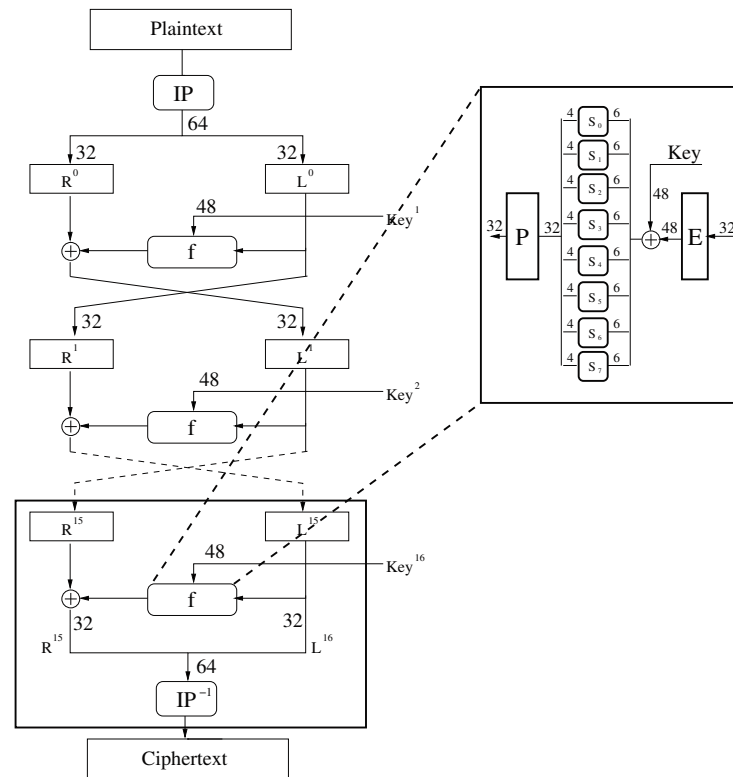 Plaintext
IP
64
32 32
R⁰ L⁰
48 Key¹
f
32 32
R¹ L¹
48 Key²
f
R¹⁵ L¹⁵
48 Key¹⁶
f
32 32
R¹⁵ L¹⁶
64
IP⁻¹
Ciphertext
4 S₀ 6
4 S₁ 6
4 S₂ 6
4 S₃ 6
4 S₄ 6
4 S₅ 6
4 S₆ 6
4 S₇ 6
Key
48
32 P 32 48 E 32